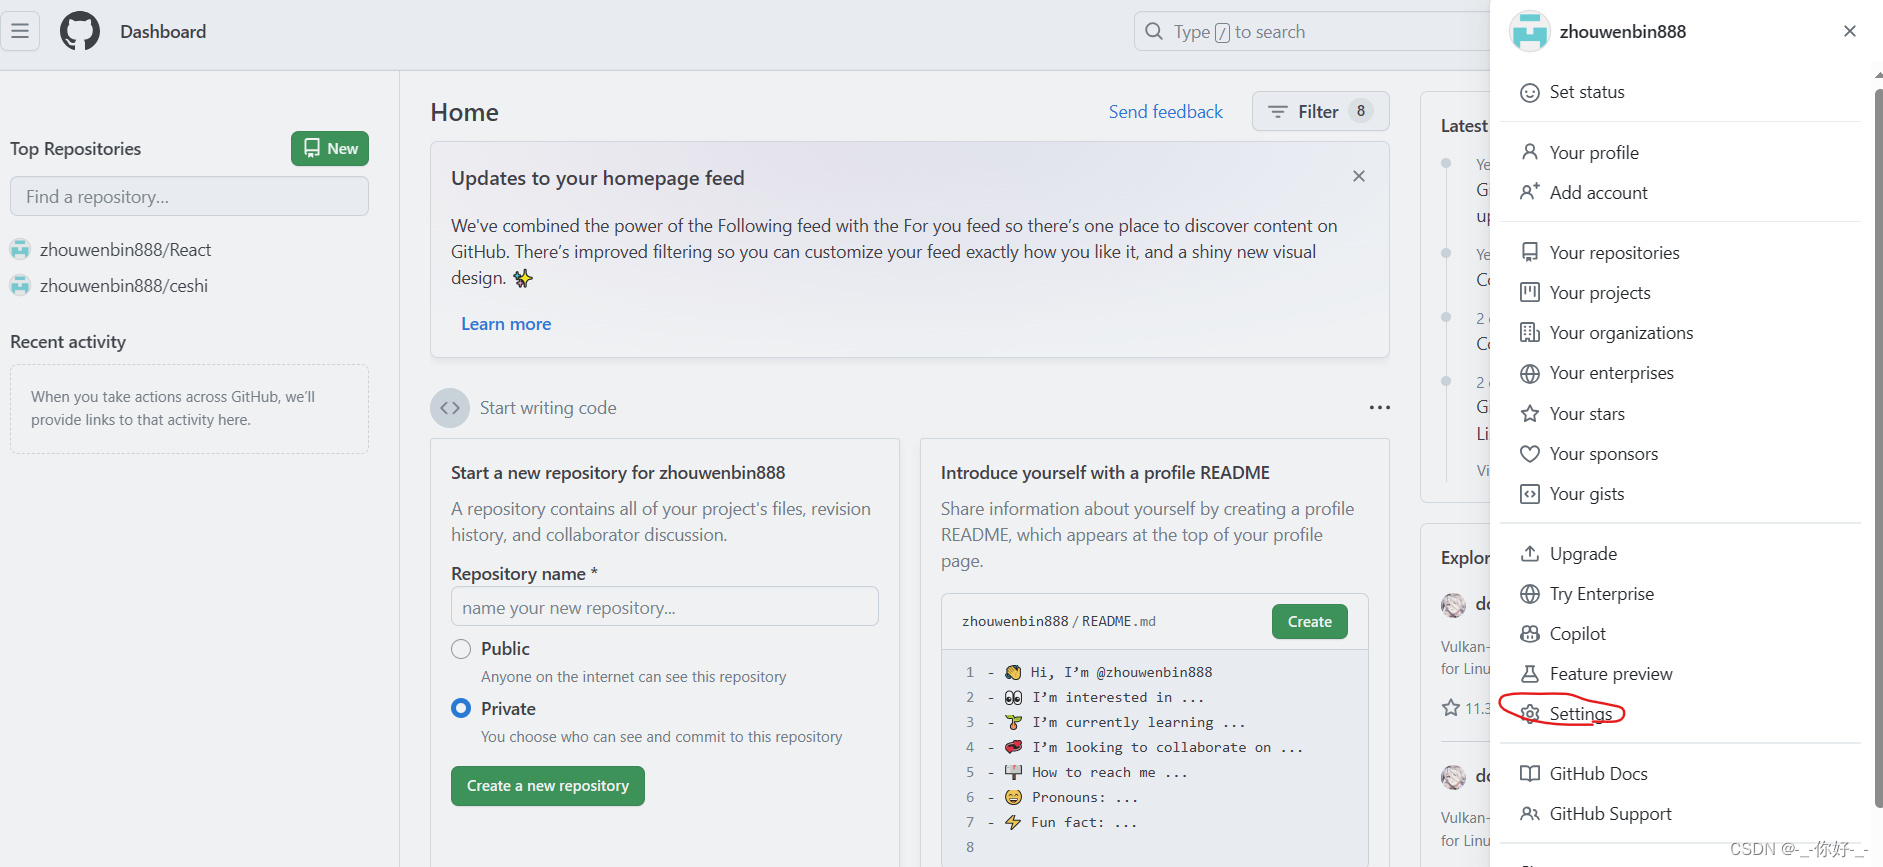 Dashboard
Type / to search
Top Repositories
New
Find a repository...
zhouwenbin888/React
zhouwenbin888/ceshi
Recent activity
When you take actions across GitHub, we'll
provide links to that activity here.
Home
Send feedback
Filter 8
Updates to your homepage feed
We've combined the power of the Following feed with the For you feed so there's one place to discover content on
GitHub. There's improved filtering so you can customize your feed exactly how you like it, and a shiny new visual
design. ✨
Learn more
Start writing code
Start a new repository for zhouwenbin888
A repository contains all of your project's files, revision
history, and collaborator discussion.
Repository name *
name your new repository...
Public
Anyone on the internet can see this repository
Private
You choose who can see and commit to this repository
Create a new repository
Introduce yourself with a profile README
Share information about yourself by creating a profile
README, which appears at the top of your profile
page.
zhouwenbin888 / README.md
Create
1 - 👋 Hi, I'm @zhouwenbin888
2 - 👀 I'm interested in ...
3 - 🌱 I'm currently learning ...
4 - 💞️ I'm looking to collaborate on ...
5 - 📫 How to reach me ...
6 - 😄 Pronouns: ...
7 - ⚡ Fun fact: ...
8
Latest
Ye
G
up
Ye
Co
2
Co
2
G
Li
Vi
Explor
Vulkan-
for Linu
11.3
Vulkan-
for Linu
zhouwenbin888
Set status
Your profile
Add account
Your repositories
Your projects
Your organizations
Your enterprises
Your stars
Your sponsors
Your gists
Upgrade
Try Enterprise
Copilot
Feature preview
Settings
GitHub Docs
GitHub Support
CSDN @-_-你好-_-